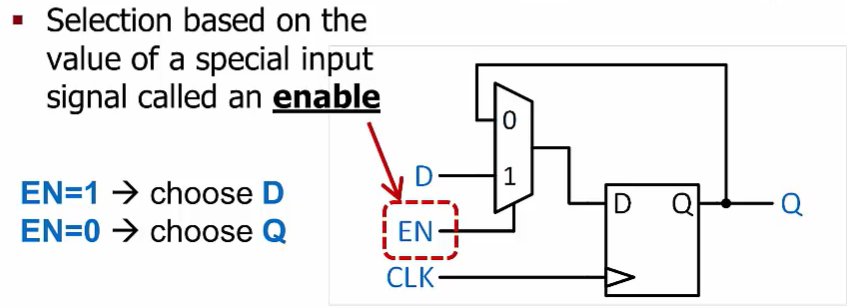 ▪ Selection based on the
value of a special input
signal called an enable
EN=1 → choose D
EN=0 → choose Q
0
D
1
EN
CLK
D
Q
Q